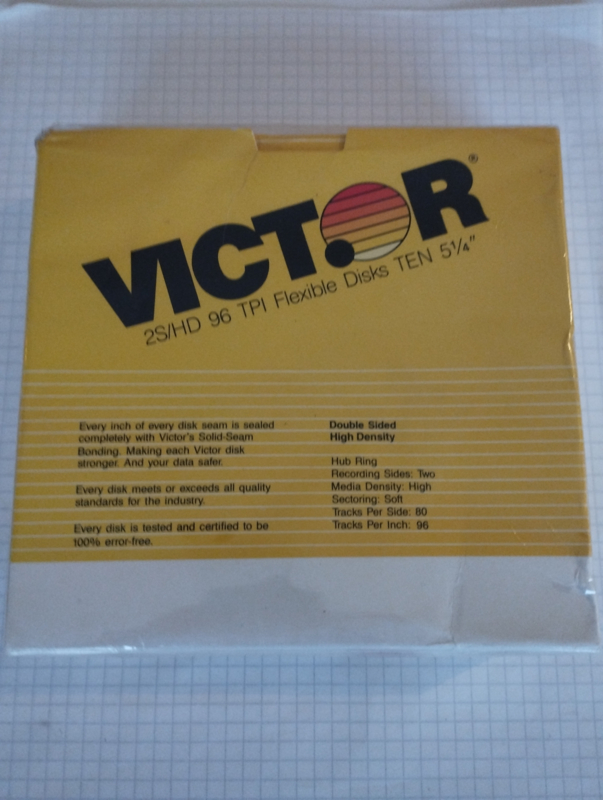 VICTOR®
2S/HD 96 TPI Flexible Disks TEN 5¼"
Every inch of every disk seam is sealed
completely with Victor's Solid-Seam
Bonding. Making each Victor disk
stronger. And your data safer.
Every disk meets or exceeds all quality
standards for the industry.
Every disk is tested and certified to be
100% error-free.
Double Sided
High Density
Hub Ring
Recording Sides: Two
Media Density: High
Sectoring: Soft
Tracks Per Side: 80
Tracks Per Inch: 96